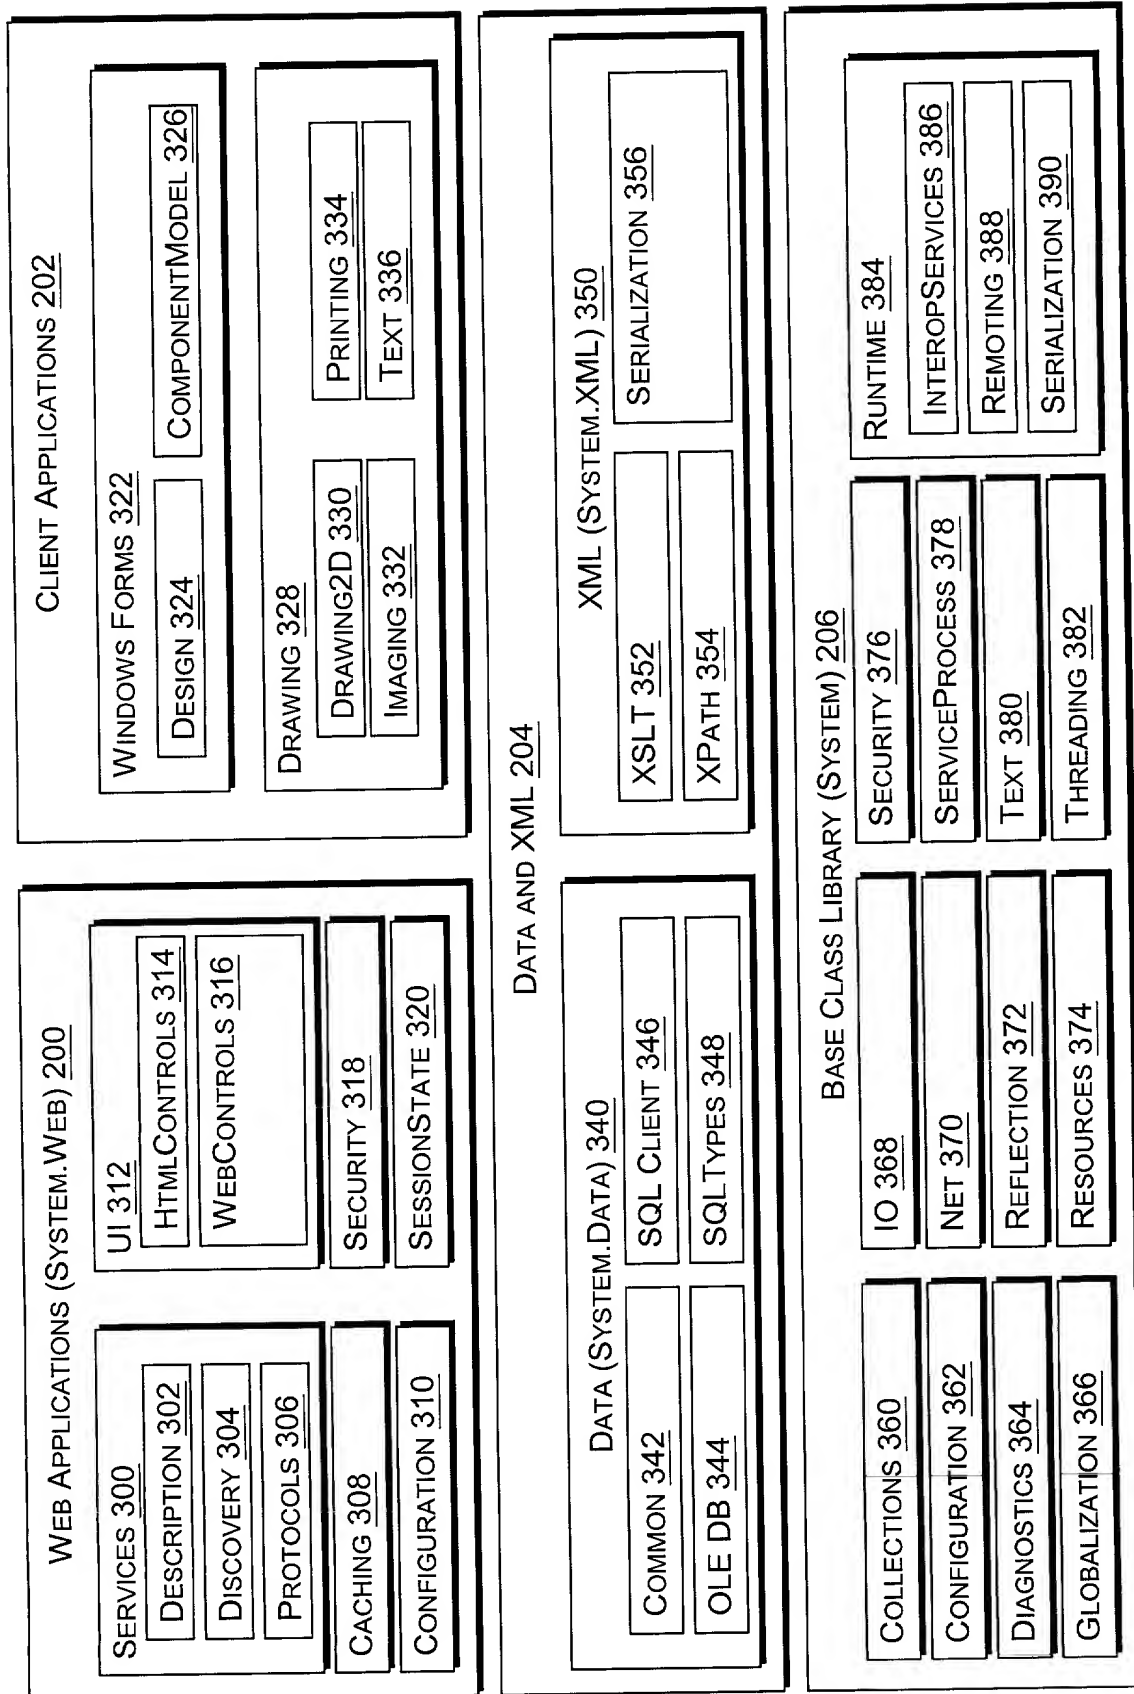 WEB APPLICATIONS (SYSTEM.WEB) 200
SERVICES 300
DESCRIPTION 302
DISCOVERY 304
PROTOCOLS 306
CACHING 308
CONFIGURATION 310
UI 312
HTMLCONTROLS 314
WEBCONTROLS 316
SECURITY 318
SESSIONSTATE 320
CLIENT APPLICATIONS 202
WINDOWS FORMS 322
DESIGN 324
COMPONENTMODEL 326
DRAWING 328
DRAWING2D 330
IMAGING 332
PRINTING 334
TEXT 336
DATA AND XML 204
DATA (SYSTEM.DATA) 340
COMMON 342
OLE DB 344
SQL CLIENT 346
SQLTYPES 348
XML (SYSTEM.XML) 350
XSLT 352
XPATH 354
SERIALIZATION 356
BASE CLASS LIBRARY (SYSTEM) 206
COLLECTIONS 360
CONFIGURATION 362
DIAGNOSTICS 364
GLOBALIZATION 366
IO 368
NET 370
REFLECTION 372
RESOURCES 374
SECURITY 376
SERVICEPROCESS 378
TEXT 380
THREADING 382
RUNTIME 384
INTEROPSERVICES 386
REMOTING 388
SERIALIZATION 390